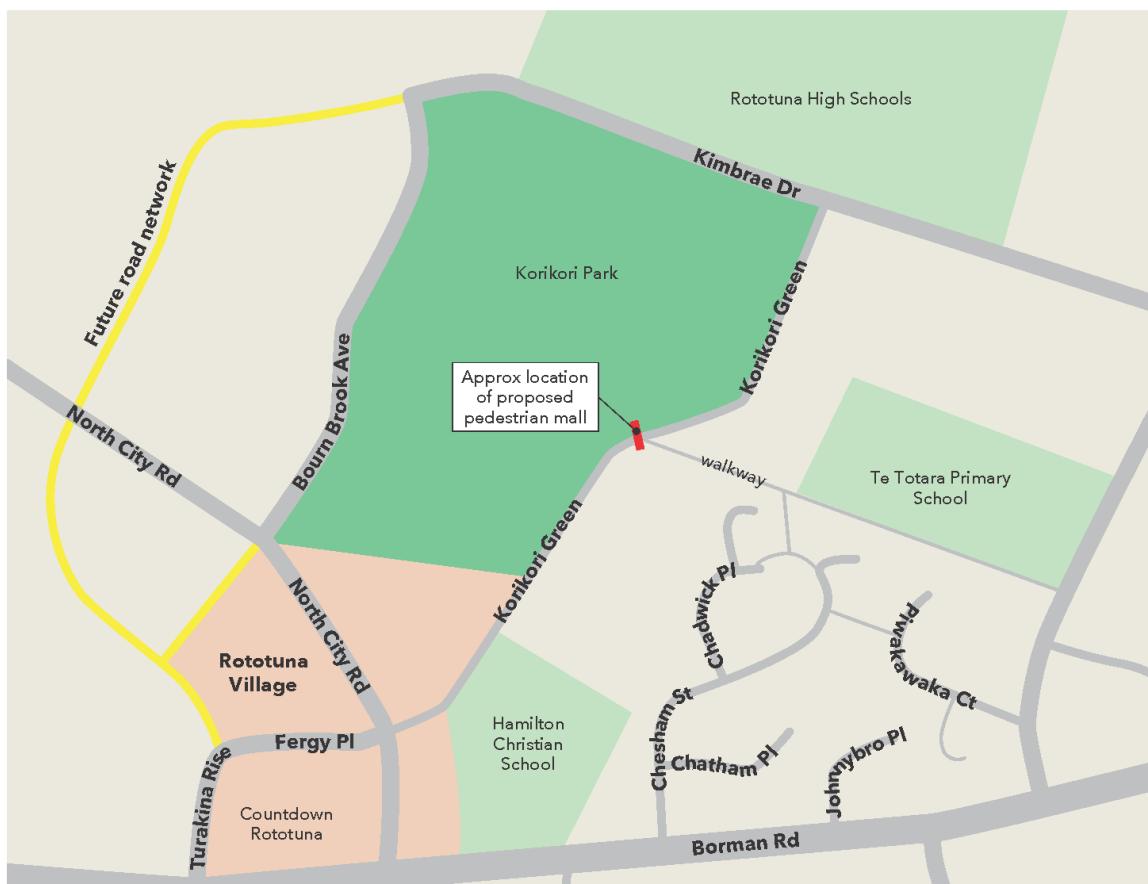 Rototuna High Schools
Kimbrae Dr
Future road network
Korikori Park
Korikori Green
Bourn Brook Ave
Approx location
of proposed
pedestrian mall
North City Rd
walkway
Te Totara Primary
School
Korikori Green
Chadwick Pl
Piwakawaka Ct
North City Rd
Rototuna
Village
Hamilton
Christian
School
Chesham St
Chatham Pl
Johnnybro Pl
Fergy Pl
Turakina Rise
Countdown
Rototuna
Borman Rd